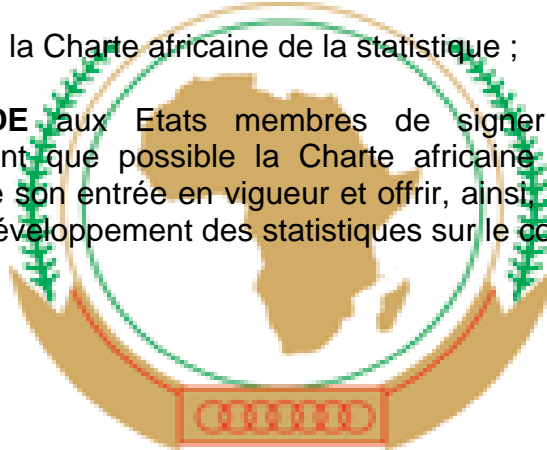 la Charte africaine de la statistique ;
DE aux Etats membres de signer
nt que possible la Charte africaine
e son entrée en vigueur et offrir, ainsi,
éveloppement des statistiques sur le co